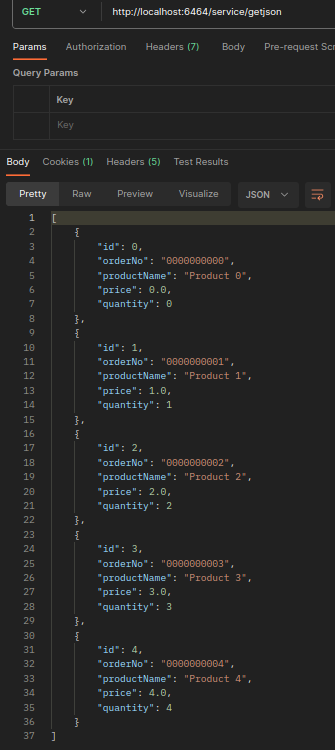 GET http://localhost:6464/service/getjson
Params Authorization Headers (7) Body Pre-request Scr
Query Params
Key
Key
Body Cookies (1) Headers (5) Test Results
Pretty Raw Preview Visualize JSON
1 [
2 {
3 "id": 0,
4 "orderNo": "0000000000",
5 "productName": "Product 0",
6 "price": 0.0,
7 "quantity": 0
8 },
9 {
10 "id": 1,
11 "orderNo": "0000000001",
12 "productName": "Product 1",
13 "price": 1.0,
14 "quantity": 1
15 },
16 {
17 "id": 2,
18 "orderNo": "0000000002",
19 "productName": "Product 2",
20 "price": 2.0,
21 "quantity": 2
22 },
23 {
24 "id": 3,
25 "orderNo": "0000000003",
26 "productName": "Product 3",
27 "price": 3.0,
28 "quantity": 3
29 },
30 {
31 "id": 4,
32 "orderNo": "0000000004",
33 "productName": "Product 4",
34 "price": 4.0,
35 "quantity": 4
36 }
37 ]